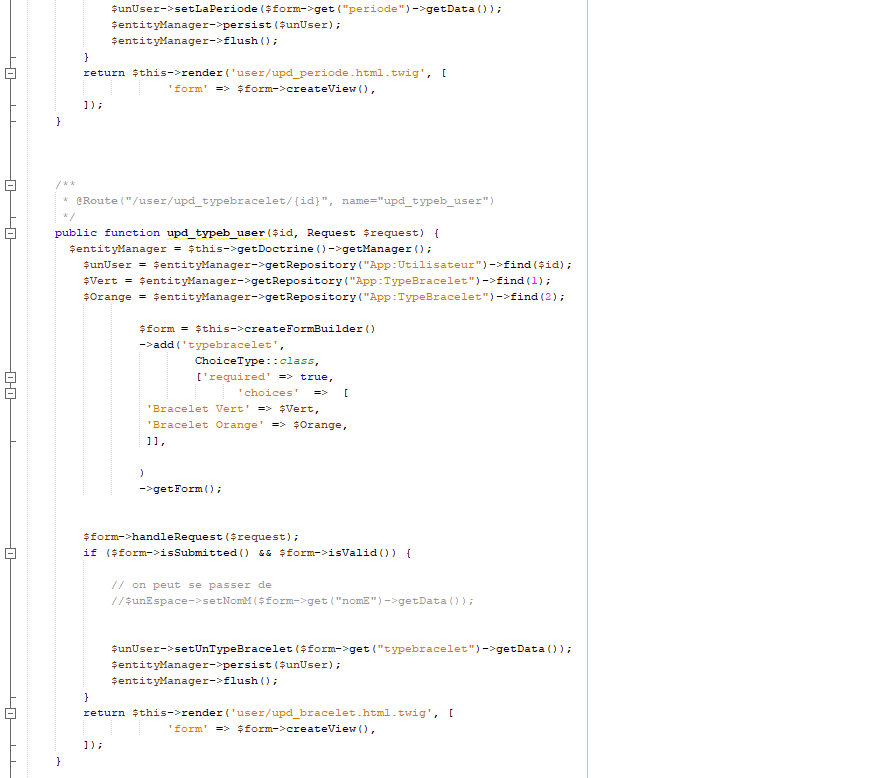 $unUser->setLaPeriode($form->get("periode")->getData());
$entityManager->persist($unUser);
$entityManager->flush();
}
return $this->render('user/upd_periode.html.twig', [
'form' => $form->createView(),
]);
}
/**
* @Route("/user/upd_typebracelet/{id}", name="upd_typeb_user")
*/
public function upd_typeb_user($id, Request $request) {
$entityManager = $this->getDoctrine()->getManager();
$unUser = $entityManager->getRepository("App:Utilisateur")->find($id);
$Vert = $entityManager->getRepository("App:TypeBracelet")->find(1);
$Orange = $entityManager->getRepository("App:TypeBracelet")->find(2);
$form = $this->createFormBuilder()
->add('typebracelet',
ChoiceType::class,
['required' => true,
'choices' => [
'Bracelet Vert' => $Vert,
'Bracelet Orange' => $Orange,
]],
)
->getForm();
$form->handleRequest($request);
if ($form->isSubmitted() && $form->isValid()) {
// on peut se passer de
//$unEspace->setNomM($form->get("nomE")->getData());
$unUser->setUnTypeBracelet($form->get("typebracelet")->getData());
$entityManager->persist($unUser);
$entityManager->flush();
}
return $this->render('user/upd_bracelet.html.twig', [
'form' => $form->createView(),
]);
}